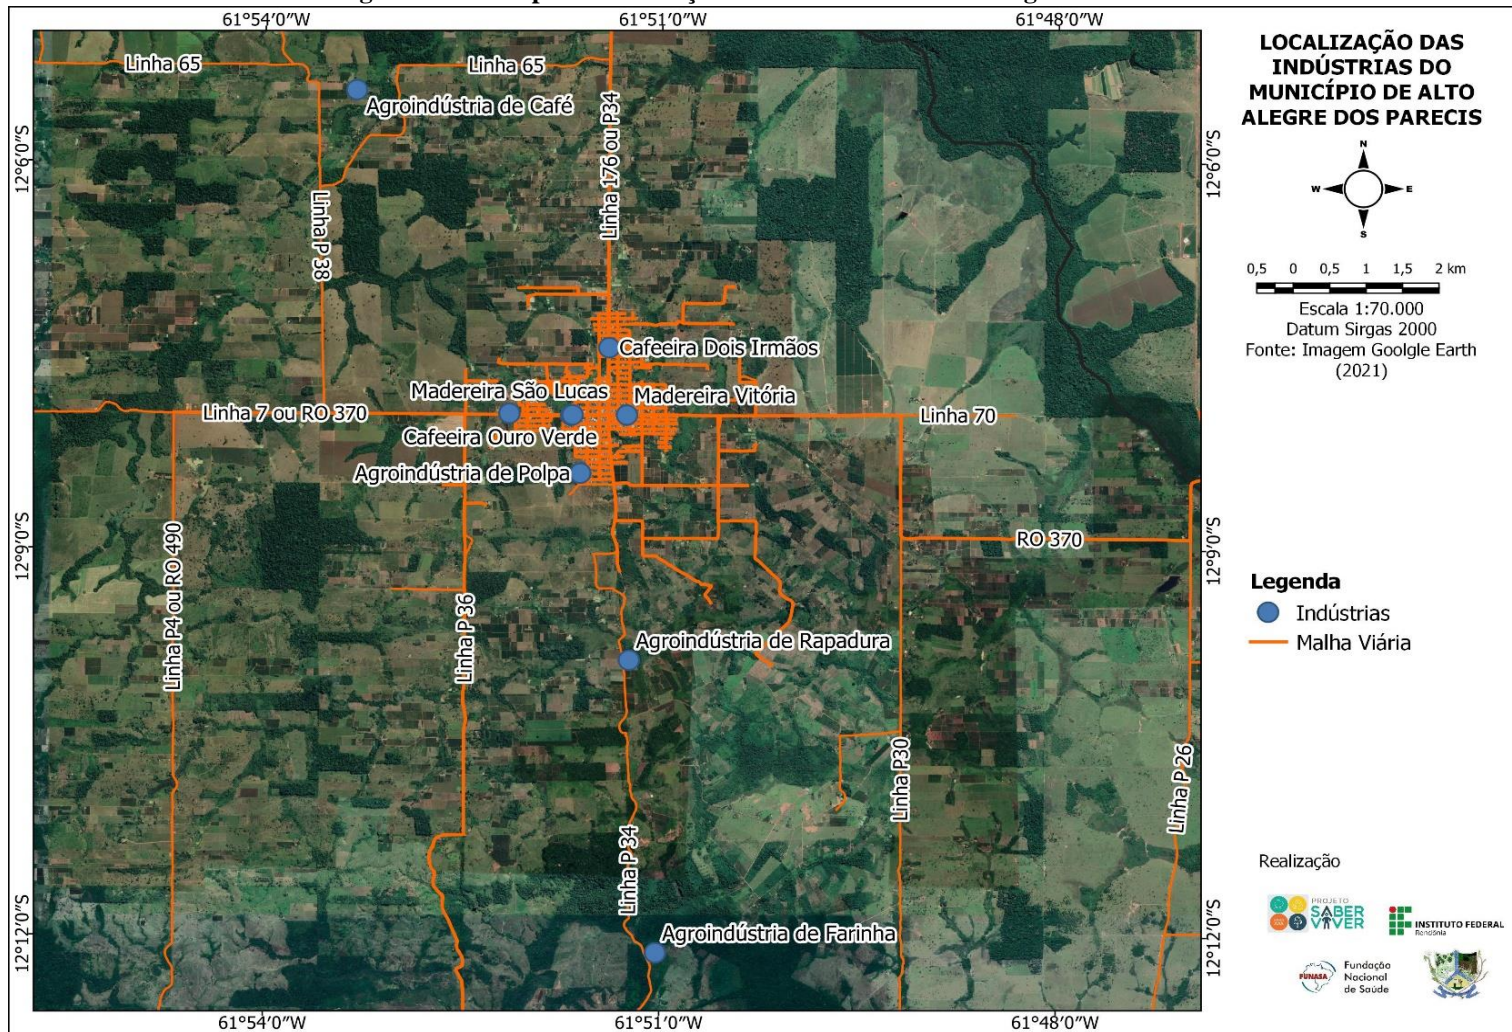 61°54'0"W 61°51'0"W 61°48'0"W
LOCALIZAÇÃO DAS
INDÚSTRIAS DO
MUNICÍPIO DE ALTO
ALEGRE DOS PARECIS
N
W E
S
0,5 0 0,5 1 1,5 2 km
Escala 1:70.000
Datum Sirgas 2000
Fonte: Imagem Goolgle Earth
(2021)
Linha 65
Linha 65
Agroindústria de Café
Linha 176 ou P34
12°6'0"S
12°6'0"S
Linha P 38
Cafeeira Dois Irmãos
Madereira São Lucas
Madereira Vitória
Linha 7 ou RO 370
Linha 70
Cafeeira Ouro Verde
Agroindústria de Polpa
12°9'0"S
RO 370
12°9'0"S
Linha P4 ou RO 490
Linha P 36
Agroindústria de Rapadura
Legenda
Indústrias
Malha Viária
Linha P30
Linha P 26
Linha P 34
12°12'0"S
Agroindústria de Farinha
12°12'0"S
61°54'0"W 61°51'0"W 61°48'0"W
Realização
PROJETO
SABER
VIVER
INSTITUTO FEDERAL
Rondônia
FUNASA
Fundação
Nacional
de Saúde